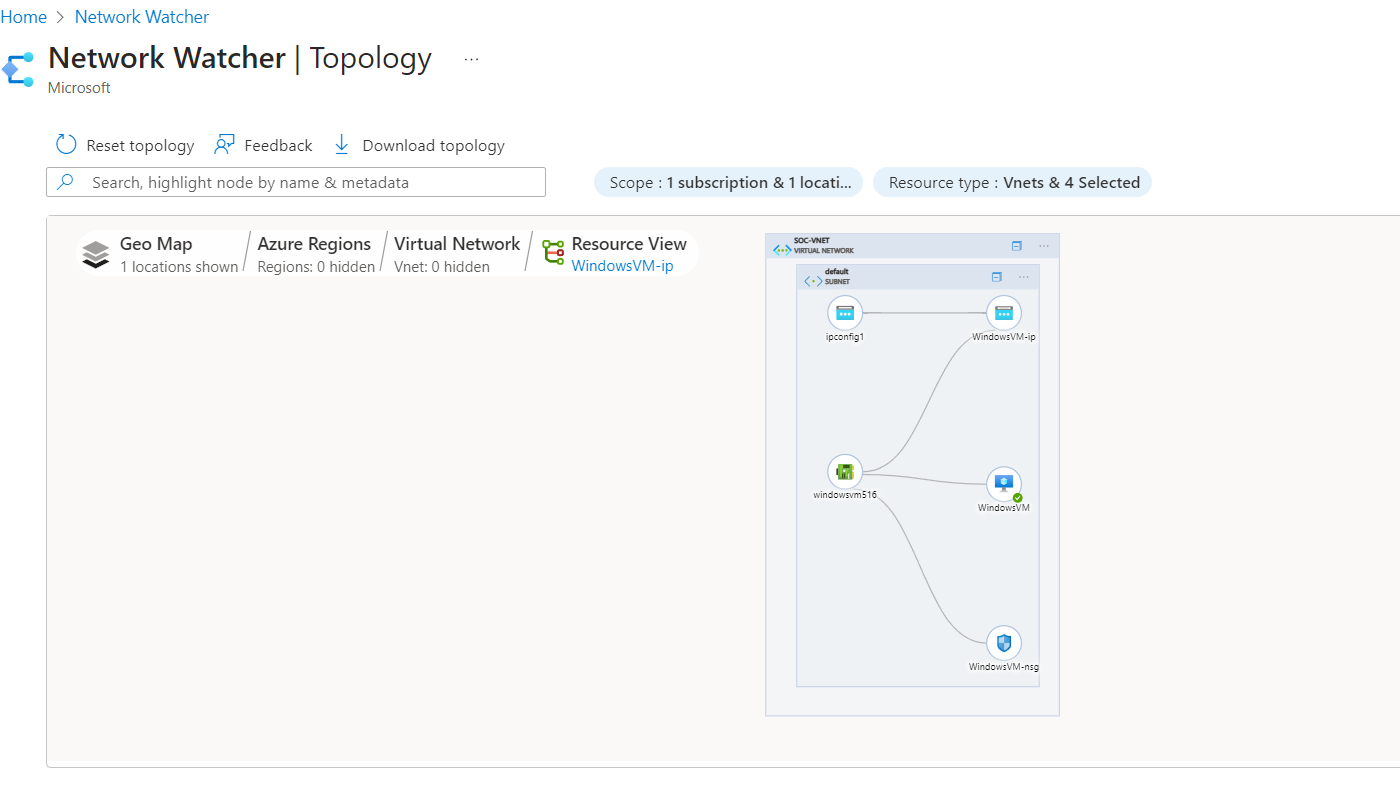 Home > Network Watcher
Network Watcher | Topology ...
Microsoft
Reset topology Feedback Download topology
Search, highlight node by name & metadata
Scope : 1 subscription & 1 locati...
Resource type : Vnets & 4 Selected
Geo Map
1 locations shown
Azure Regions
Regions: 0 hidden
Virtual Network
Vnet: 0 hidden
Resource View
WindowsVM-ip
SOC-VNET
VIRTUAL NETWORK
default
SUBNET
ipconfig1
WindowsVM-ip
windowsvm516
WindowsVM
WindowsVM-nsg